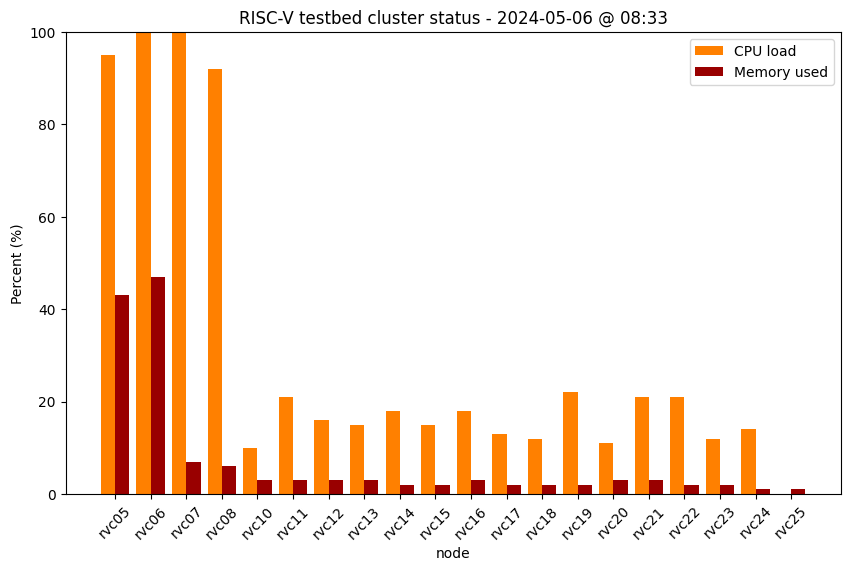 RISC-V testbed cluster status - 2024-05-06 @ 08:33
CPU load
Memory used
Percent (%)
100
80
60
40
20
0
rvc05 rvc06 rvc07 rvc08 rvc10 rvc11 rvc12 rvc13 rvc14 rvc15 rvc16 rvc17 rvc18 rvc19 rvc20 rvc21 rvc22 rvc23 rvc24 rvc25
node